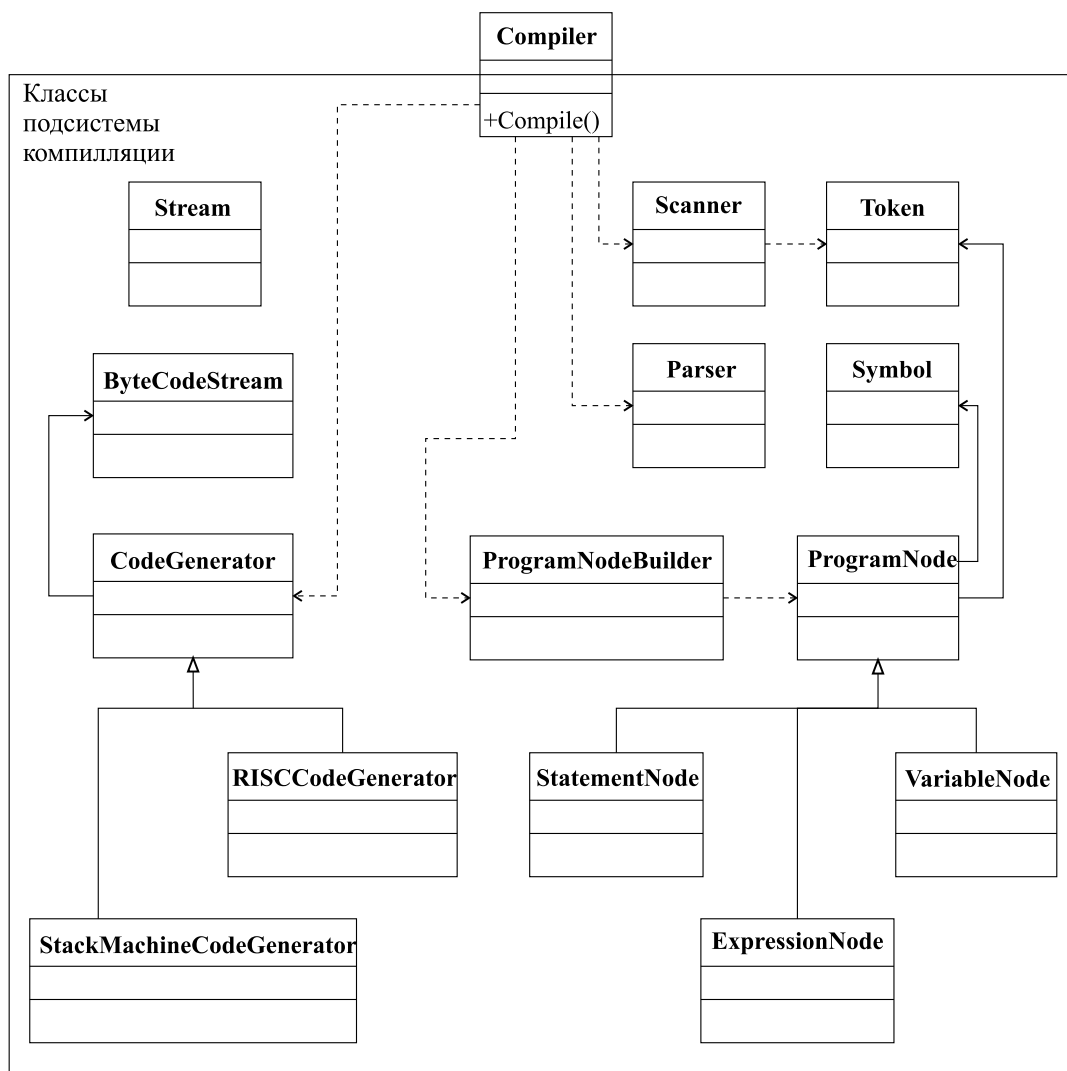 Compiler
+Compile()
Классы
подсистемы
компилляции
Stream
Scanner
Token
ByteCodeStream
Parser
Symbol
CodeGenerator
ProgramNodeBuilder
ProgramNode
RISCCodeGenerator
StatementNode
VariableNode
StackMachineCodeGenerator
ExpressionNode